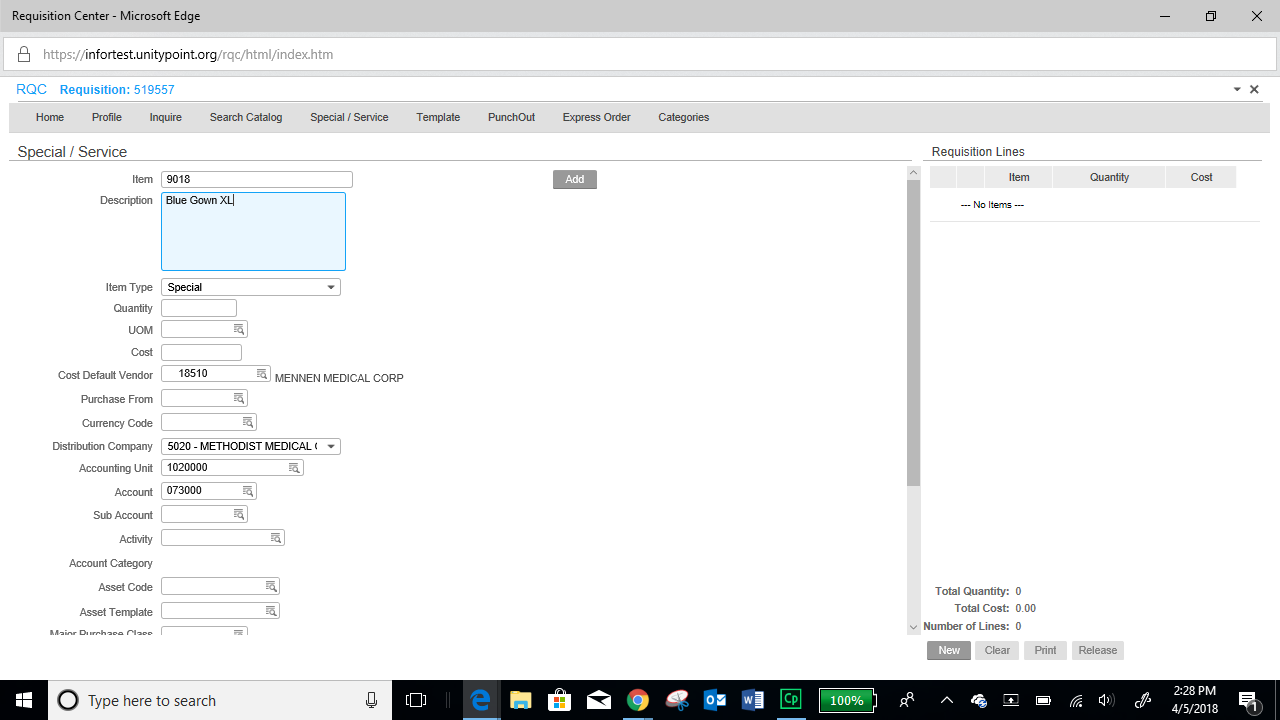 Requisition Center - Microsoft Edge
https://infortest.unitypoint.org/rqc/html/index.htm
RQC Requisition: 519557
Home Profile Inquire Search Catalog Special / Service Template PunchOut Express Order Categories
Special / Service
Item 9018 Add
Description Blue Gown XL
Item Type Special
Quantity
UOM
Cost
Cost Default Vendor 18510 MENNEN MEDICAL CORP
Purchase From
Currency Code
Distribution Company 5020 - METHODIST MEDICAL
Accounting Unit 1020000
Account 073000
Sub Account
Activity
Account Category
Asset Code
Asset Template
Major Purchase Class
Requisition Lines
Item Quantity Cost
--- No Items ---
Total Quantity: 0
Total Cost: 0.00
Number of Lines: 0
New Clear Print Release
Type here to search
Cp
100%
2:28 PM
4/5/2018
1